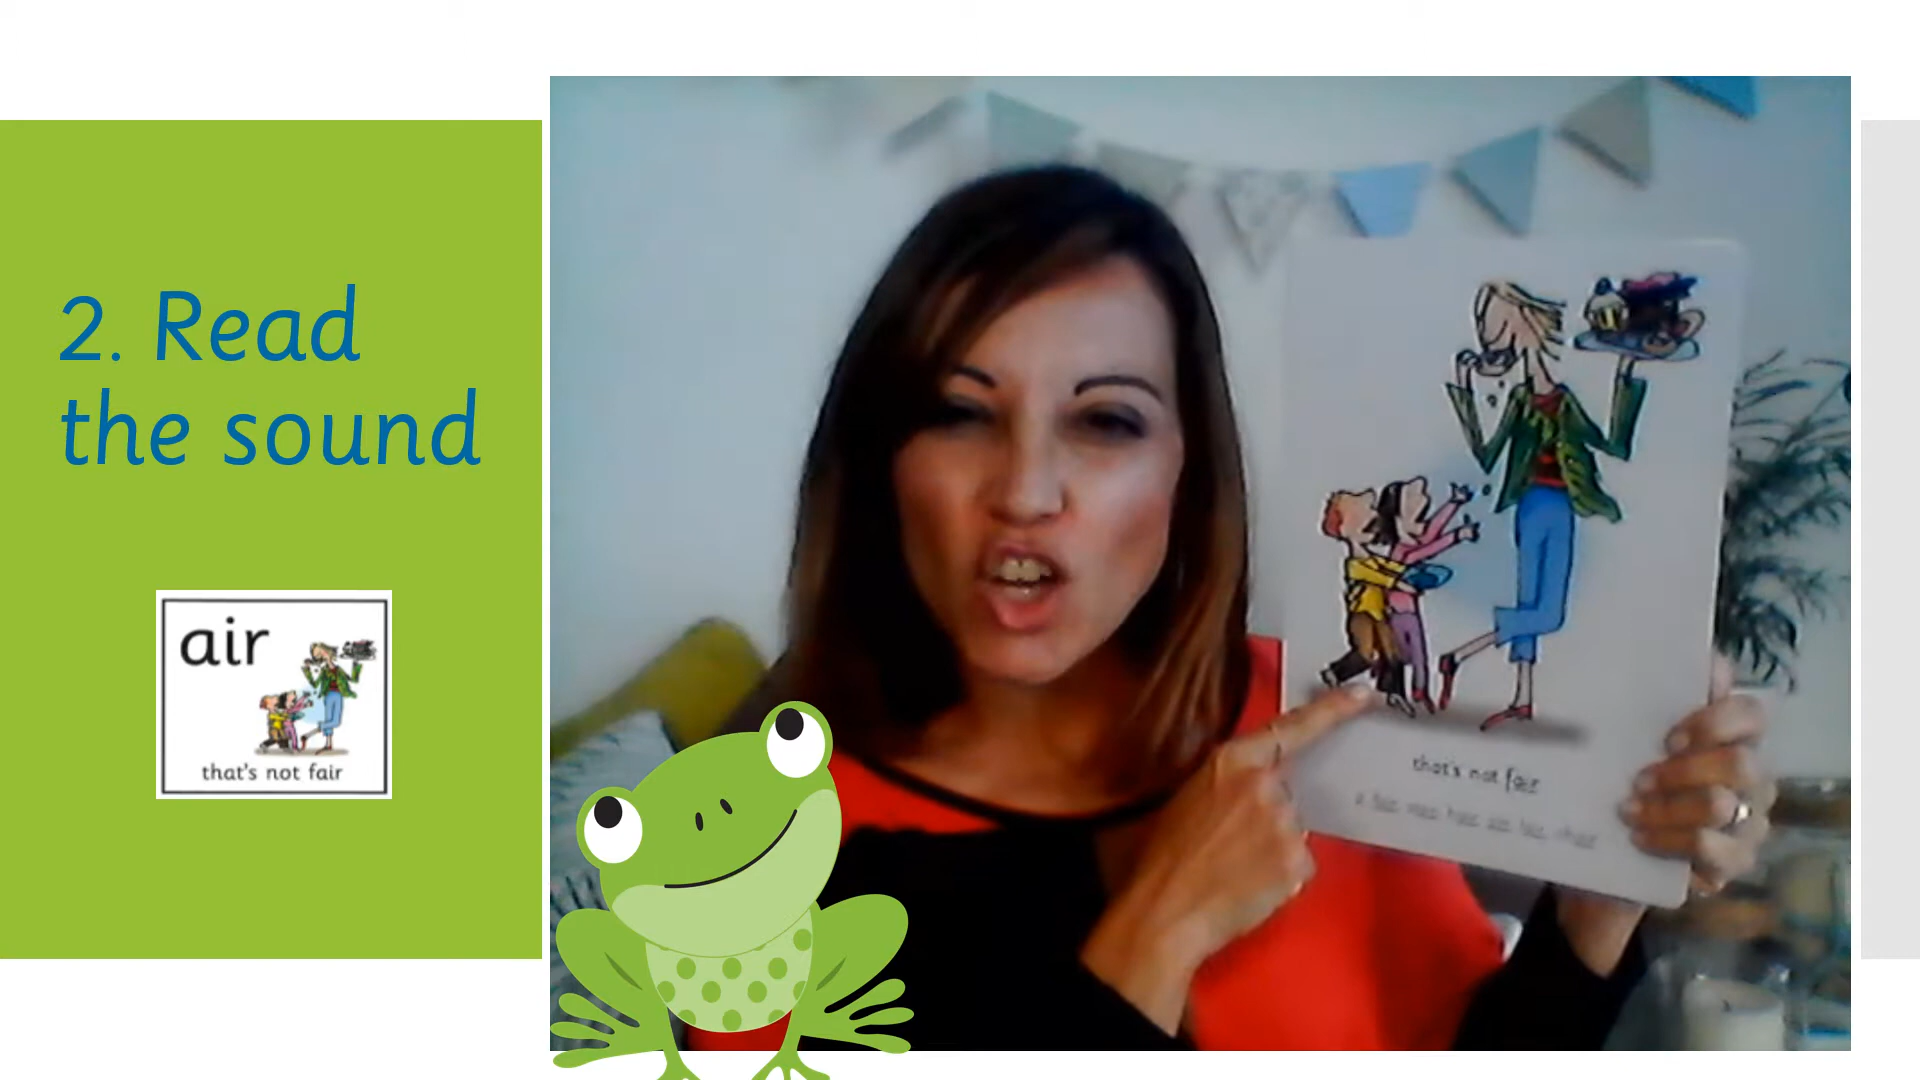 2. Read
the sound
air
that's not fair
that's not fair